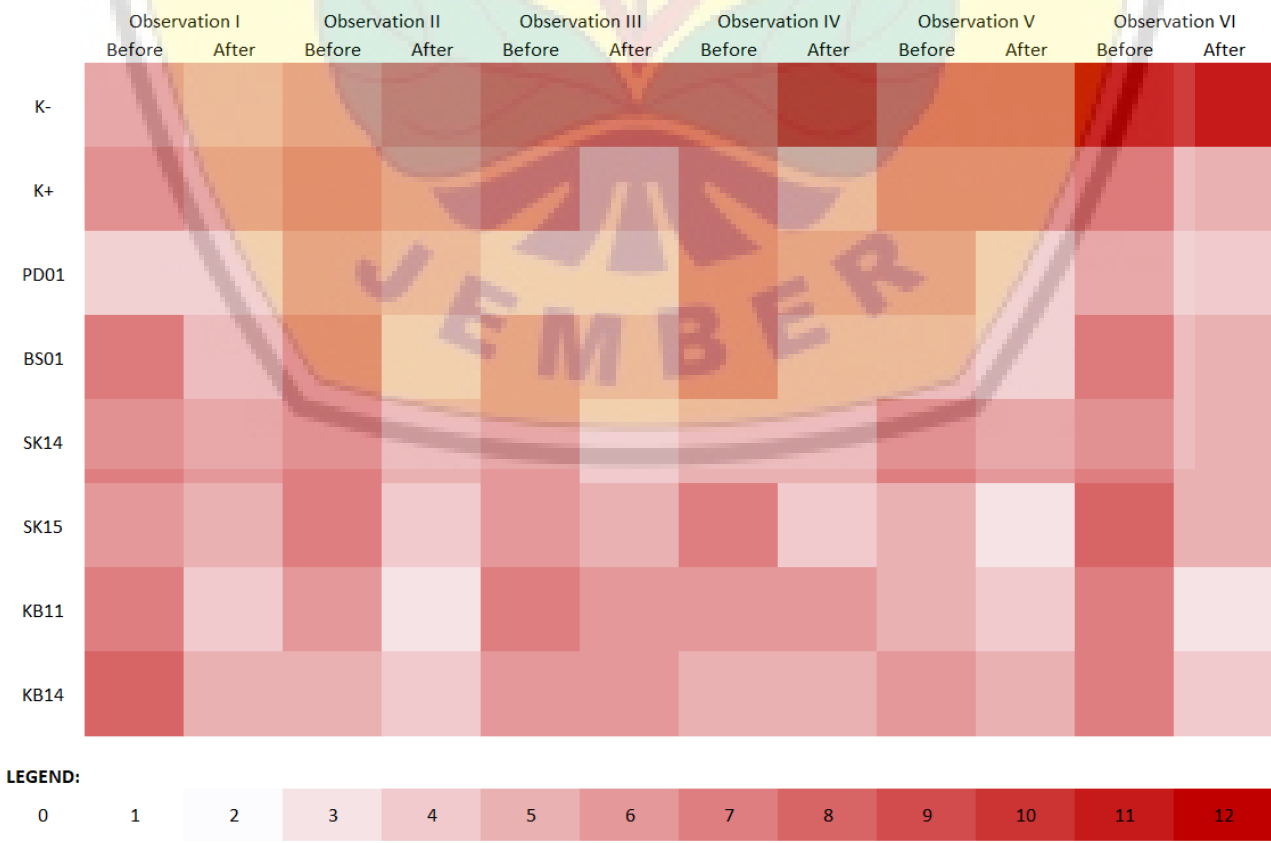 Observation I Observation II Observation III Observation IV Observation V Observation VI
Before After Before After Before After Before After Before After Before After
K-
K+
PD01
JEMBER
BS01
SK14
SK15
KB11
KB14
LEGEND:
0 1 2 3 4 5 6 7 8 9 10 11 12